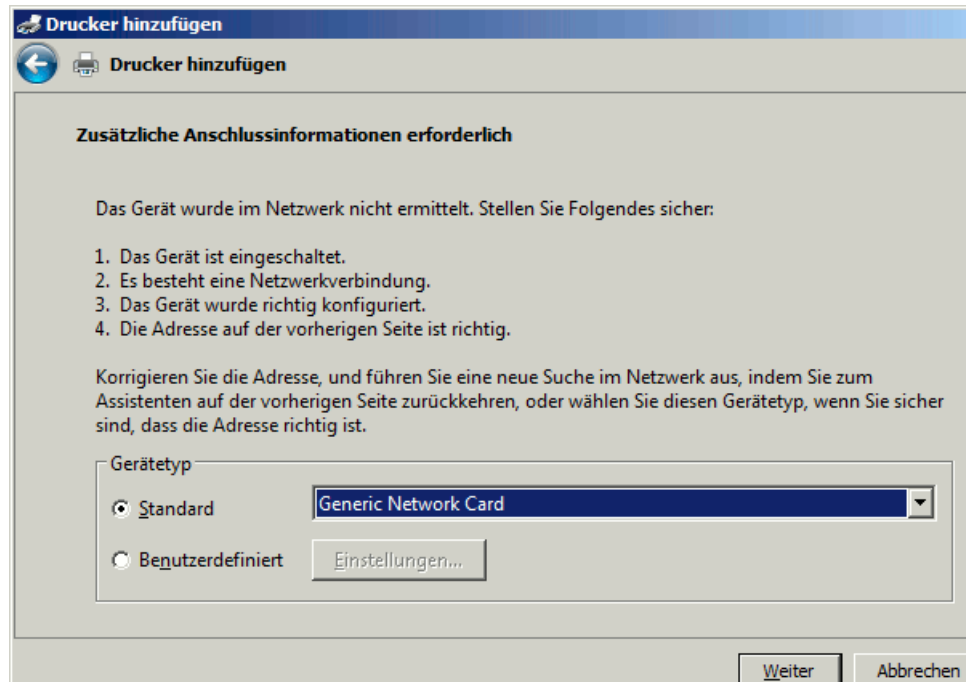 Drucker hinzufügen
Drucker hinzufügen
Zusätzliche Anschlussinformationen erforderlich
Das Gerät wurde im Netzwerk nicht ermittelt. Stellen Sie Folgendes sicher:
1. Das Gerät ist eingeschaltet.
2. Es besteht eine Netzwerkverbindung.
3. Das Gerät wurde richtig konfiguriert.
4. Die Adresse auf der vorherigen Seite ist richtig.
Korrigieren Sie die Adresse, und führen Sie eine neue Suche im Netzwerk aus, indem Sie zum
Assistenten auf der vorherigen Seite zurückkehren, oder wählen Sie diesen Gerätetyp, wenn Sie sicher
sind, dass die Adresse richtig ist.
Gerätetyp
Standard Generic Network Card
Benutzerdefiniert Einstellungen...
Weiter Abbrechen